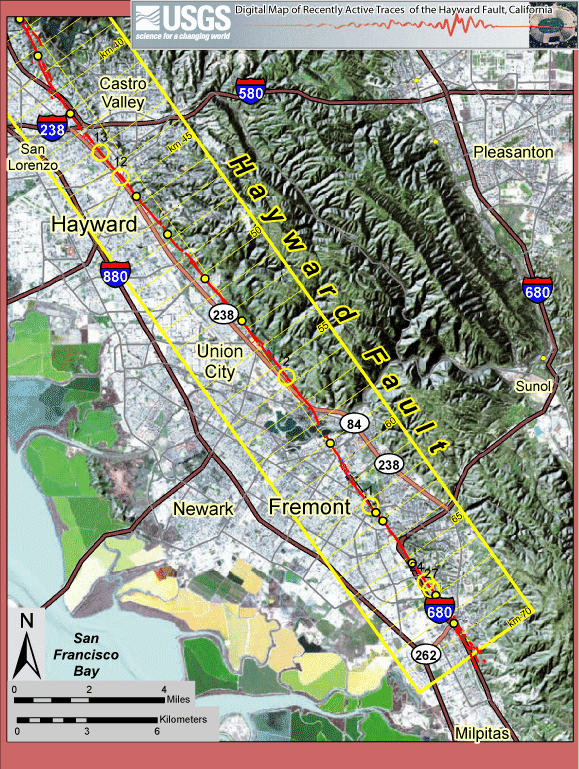 USGS
science for a changing world
Digital Map of Recently Active Traces of the Hayward Fault, California
km-40
Castro
Valley
580
238
San
Lorenzo
13
12
km-45
Pleasanton
Hayward Fault
Hayward
50
880
680
238
55
Union
City
Sunol
84
60
238
Newark
Fremont
65
680
km-70
N
San
Francisco
Bay
262
0 2 4
Miles
Kilometers
0 3 6
Milpitas